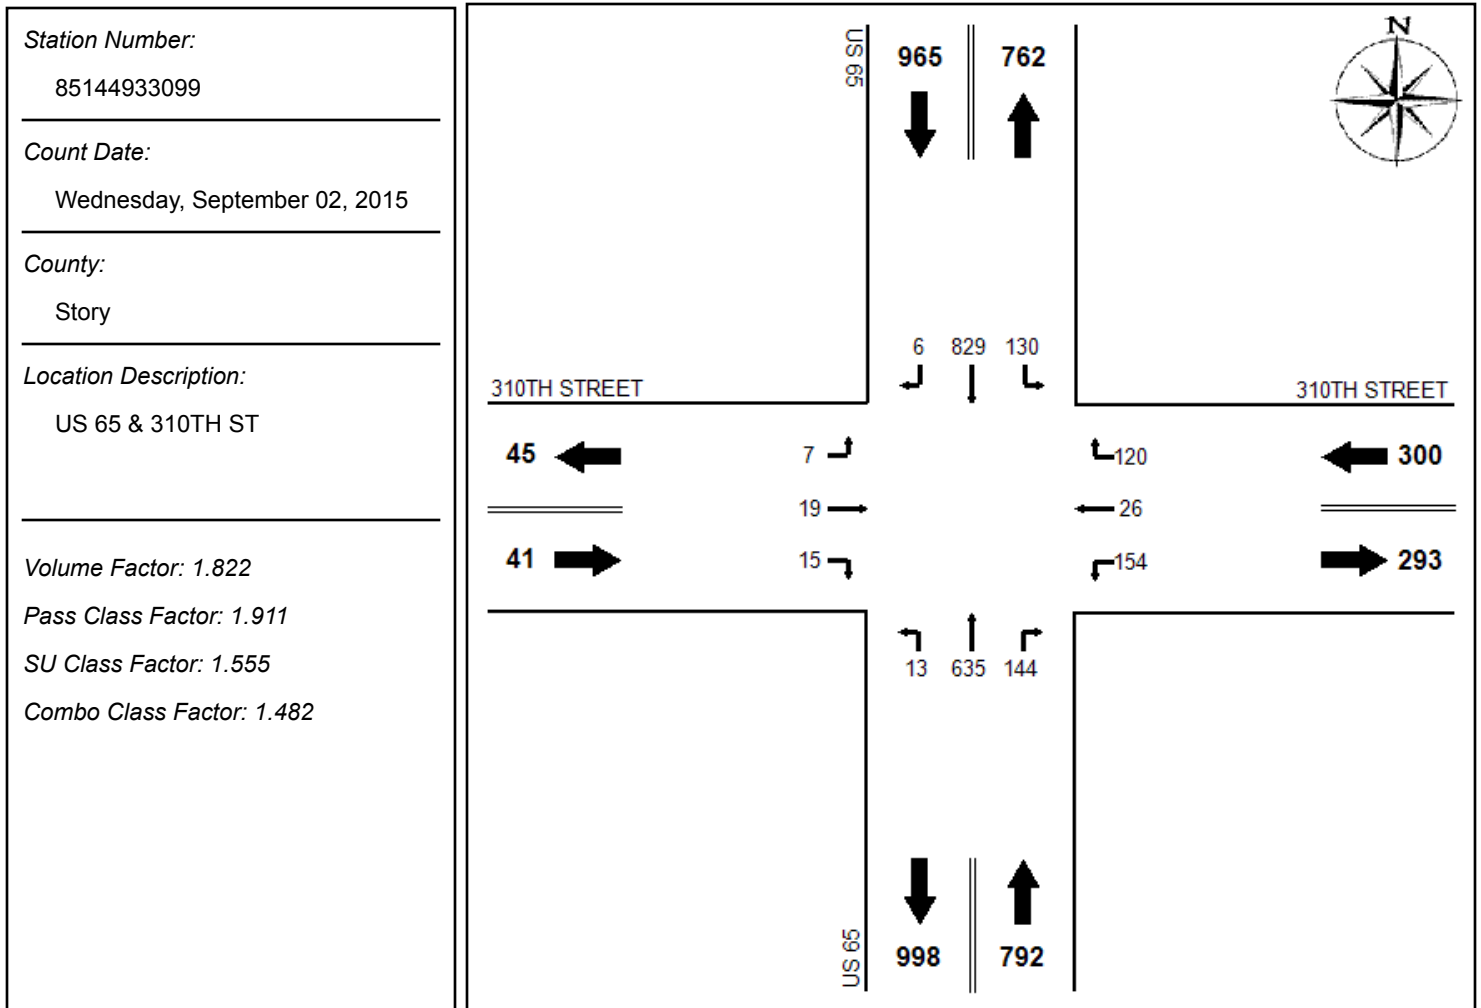 Station Number:
85144933099
Count Date:
Wednesday, September 02, 2015
County:
Story
Location Description:
US 65 & 310TH ST
Volume Factor: 1.822
Pass Class Factor: 1.911
SU Class Factor: 1.555
Combo Class Factor: 1.482
N
US 65
965 762
6 829 130
310TH STREET 310TH STREET
45 7 120 300
19 26
41 15 154 293
13 635 144
US 65
998 792